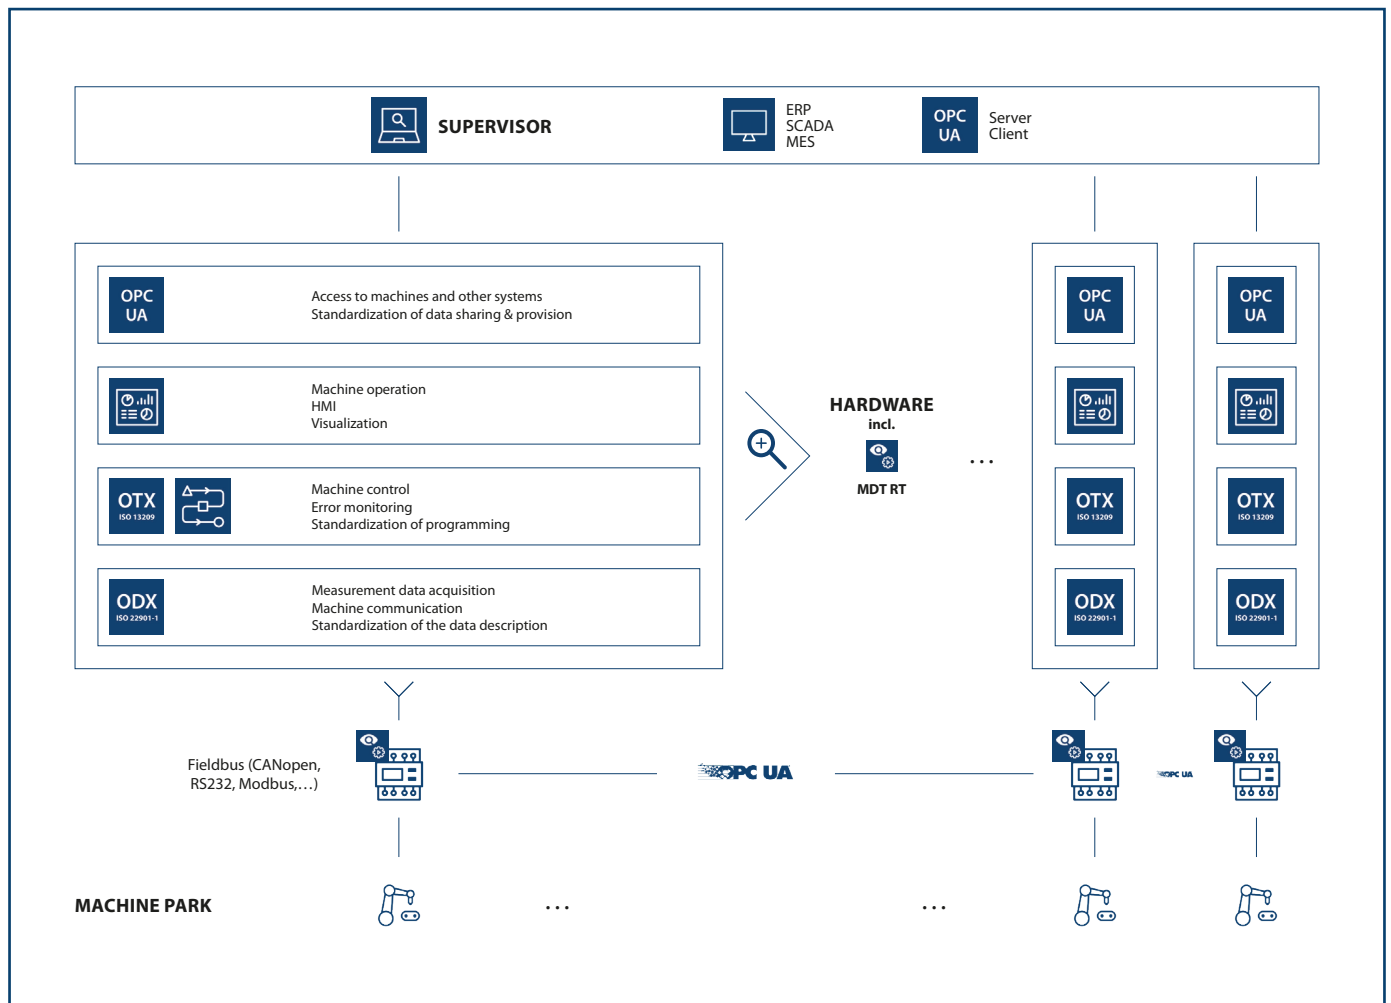 SUPERVISOR
ERP
SCADA
MES
OPC
UA
Server
Client
OPC
UA
Access to machines and other systems
Standardization of data sharing & provision
Machine operation
HMI
Visualization
OTX
ISO 13209
Machine control
Error monitoring
Standardization of programming
ODX
ISO 22901-1
Measurement data acquisition
Machine communication
Standardization of the data description
HARDWARE
incl.
MDT RT
...
OPC
UA
OTX
ISO 13209
ODX
ISO 22901-1
OPC
UA
OTX
ISO 13209
ODX
ISO 22901-1
Fieldbus (CANopen,
RS232, Modbus,...)
OPC UA
OPC UA
MACHINE PARK
...
...